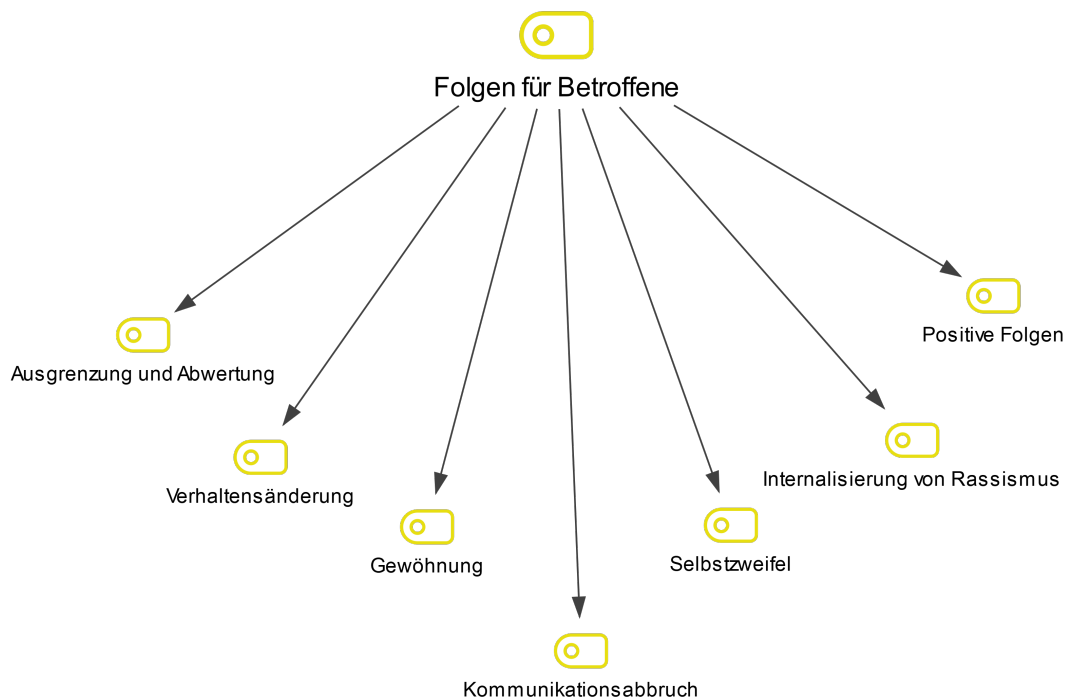 Folgen für Betroffene
Positive Folgen
Ausgrenzung und Abwertung
Internalisierung von Rassismus
Verhaltensänderung
Gewöhnung
Selbstzweifel
Kommunikationsabbruch